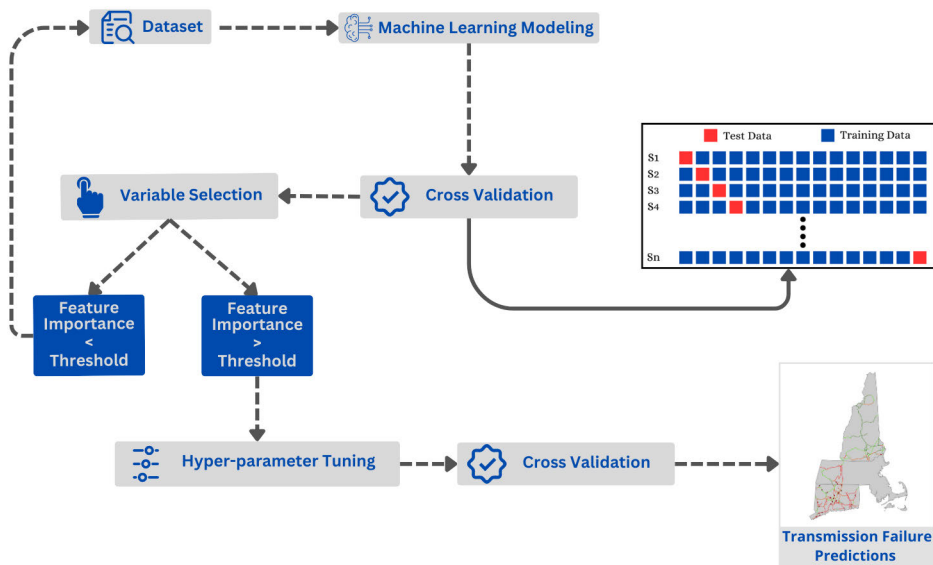 Dataset
Machine Learning Modeling
Test Data
Training Data
S1
S2
S3
S4
Sn
Variable Selection
Cross Validation
Feature
Importance
<
Threshold
Feature
Importance
>
Threshold
Hyper-parameter Tuning
Cross Validation
Transmission Failure
Predictions